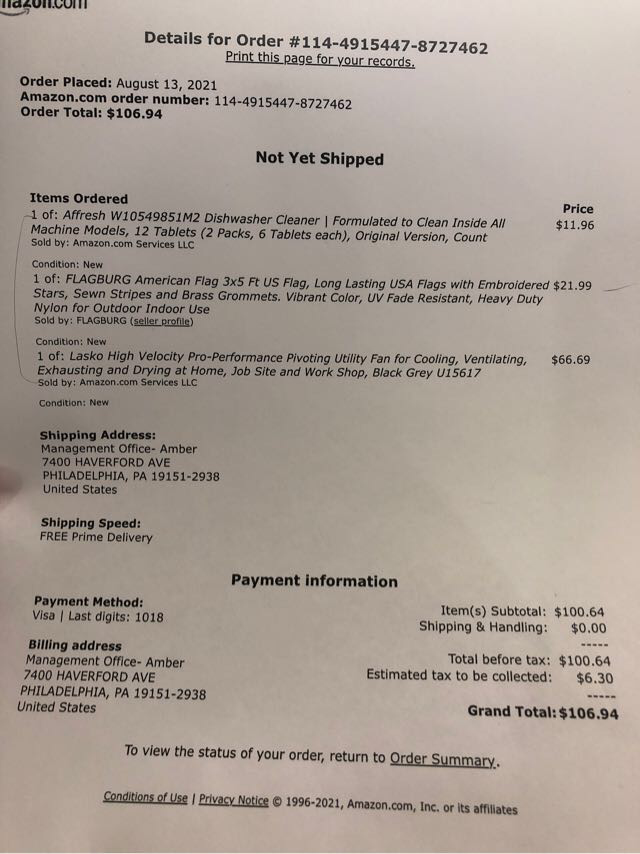 amazon.com
Details for Order #114-4915447-8727462
Print this page for your records.
Order Placed: August 13, 2021
Amazon.com order number: 114-4915447-8727462
Order Total: $106.94
Not Yet Shipped
Items Ordered Price
1 of: Affresh W10549851M2 Dishwasher Cleaner | Formulated to Clean Inside All $11.96
Machine Models, 12 Tablets (2 Packs, 6 Tablets each), Original Version, Count
Sold by: Amazon.com Services LLC
Condition: New
1 of: FLAGBURG American Flag 3x5 Ft US Flag, Long Lasting USA Flags with Embroidered $21.99
Stars, Sewn Stripes and Brass Grommets. Vibrant Color, UV Fade Resistant, Heavy Duty
Nylon for Outdoor Indoor Use
Sold by: FLAGBURG (seller profile)
Condition: New
1 of: Lasko High Velocity Pro-Performance Pivoting Utility Fan for Cooling, Ventilating, $66.69
Exhausting and Drying at Home, Job Site and Work Shop, Black Grey U15617
Sold by: Amazon.com Services LLC
Condition: New
Shipping Address:
Management Office- Amber
7400 HAVERFORD AVE
PHILADELPHIA, PA 19151-2938
United States
Shipping Speed:
FREE Prime Delivery
Payment information
Payment Method:
Visa | Last digits: 1018
Billing address
Management Office- Amber
7400 HAVERFORD AVE
PHILADELPHIA, PA 19151-2938
United States
Item(s) Subtotal: $100.64
Shipping & Handling: $0.00
-----
Total before tax: $100.64
Estimated tax to be collected: $6.30
-----
Grand Total: $106.94
To view the status of your order, return to Order Summary.
Conditions of Use | Privacy Notice © 1996-2021, Amazon.com, Inc. or its affiliates